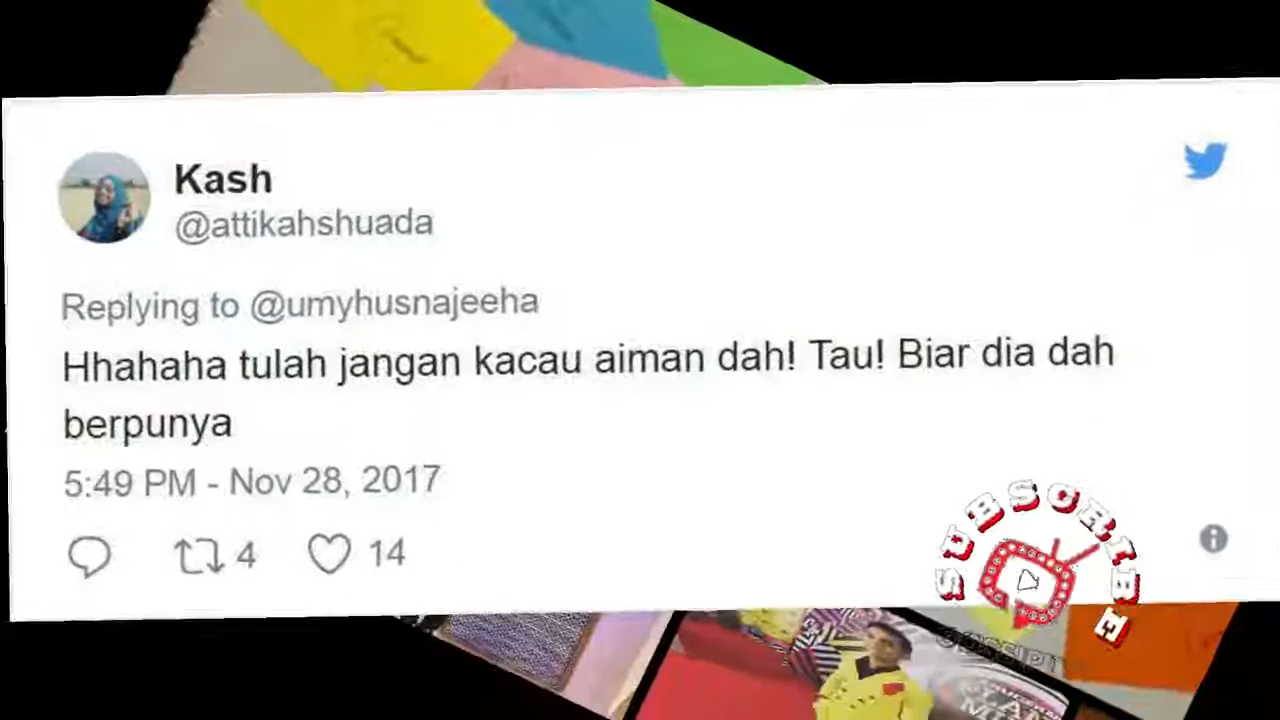 Kash
@attikahshuada
Replying to @umyhusnajeeha
Hhahaha tulah jangan kacau aiman dah! Tau! Biar dia dah
berpunya
5:49 PM - Nov 28, 2017
4 14
SUBSCRIBE